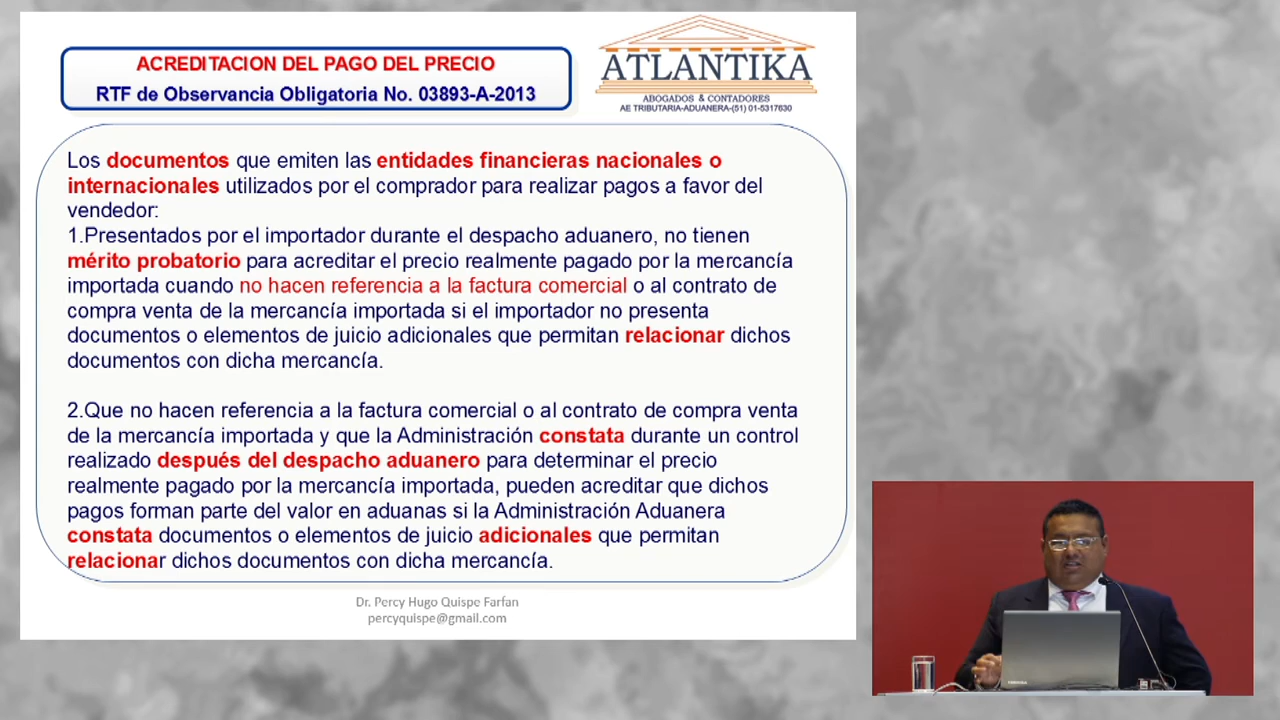 ACREDITACION DEL PAGO DEL PRECIO
RTF de Observancia Obligatoria No. 03893-A-2013
ATLANTIKA
ABOGADOS & CONTADORES
AE TRIBUTARIA-ADUANERA-(51) 01-5317630
Los documentos que emiten las entidades financieras nacionales o
internacionales utilizados por el comprador para realizar pagos a favor del
vendedor:
1.Presentados por el importador durante el despacho aduanero, no tienen
mérito probatorio para acreditar el precio realmente pagado por la mercancía
importada cuando no hacen referencia a la factura comercial o al contrato de
compra venta de la mercancía importada si el importador no presenta
documentos o elementos de juicio adicionales que permitan relacionar dichos
documentos con dicha mercancía.
2.Que no hacen referencia a la factura comercial o al contrato de compra venta
de la mercancía importada y que la Administración constata durante un control
realizado después del despacho aduanero para determinar el precio
realmente pagado por la mercancía importada, pueden acreditar que dichos
pagos forman parte del valor en aduanas si la Administración Aduanera
constata documentos o elementos de juicio adicionales que permitan
relacionar dichos documentos con dicha mercancía.
Dr. Percy Hugo Quispe Farfan
percyquispe@gmail.com